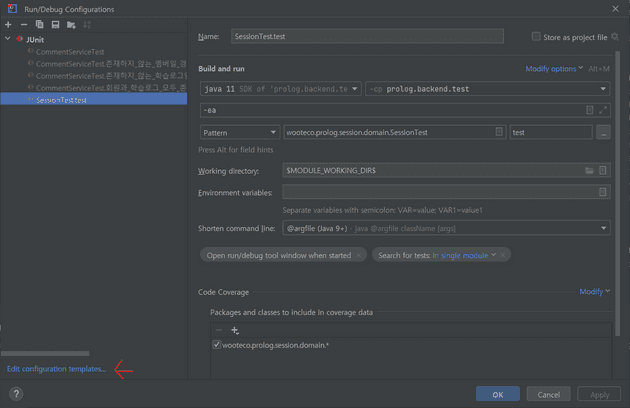 Run/Debug Configurations
JUnit
CommentServiceTest
CommentServiceTest.존재하지_않는_멤버일_경
CommentServiceTest.존재하지_않는_학습로그일
CommentServiceTest.회원과_학습로그_모두_존
SessionTest.test
Edit configuration templates...
Name: SessionTest.test
Store as project file
Build and run
Modify options Alt+M
java 11 SDK of 'prolog.backend.te
-cp prolog.backend.test
-ea
Pattern wooteco.prolog.session.domain.SessionTest test ...
Press Alt for field hints
Working directory: $MODULE_WORKING_DIR$
Environment variables:
Separate variables with semicolon: VAR=value; VAR1=value1
Shorten command line: @argfile (Java 9+) - java @argfile className [args]
Open run/debug tool window when started ×
Search for tests: In single module ×
Code Coverage
Modify
Packages and classes to include in coverage data
wooteco.prolog.session.domain.*
?
OK Cancel Apply